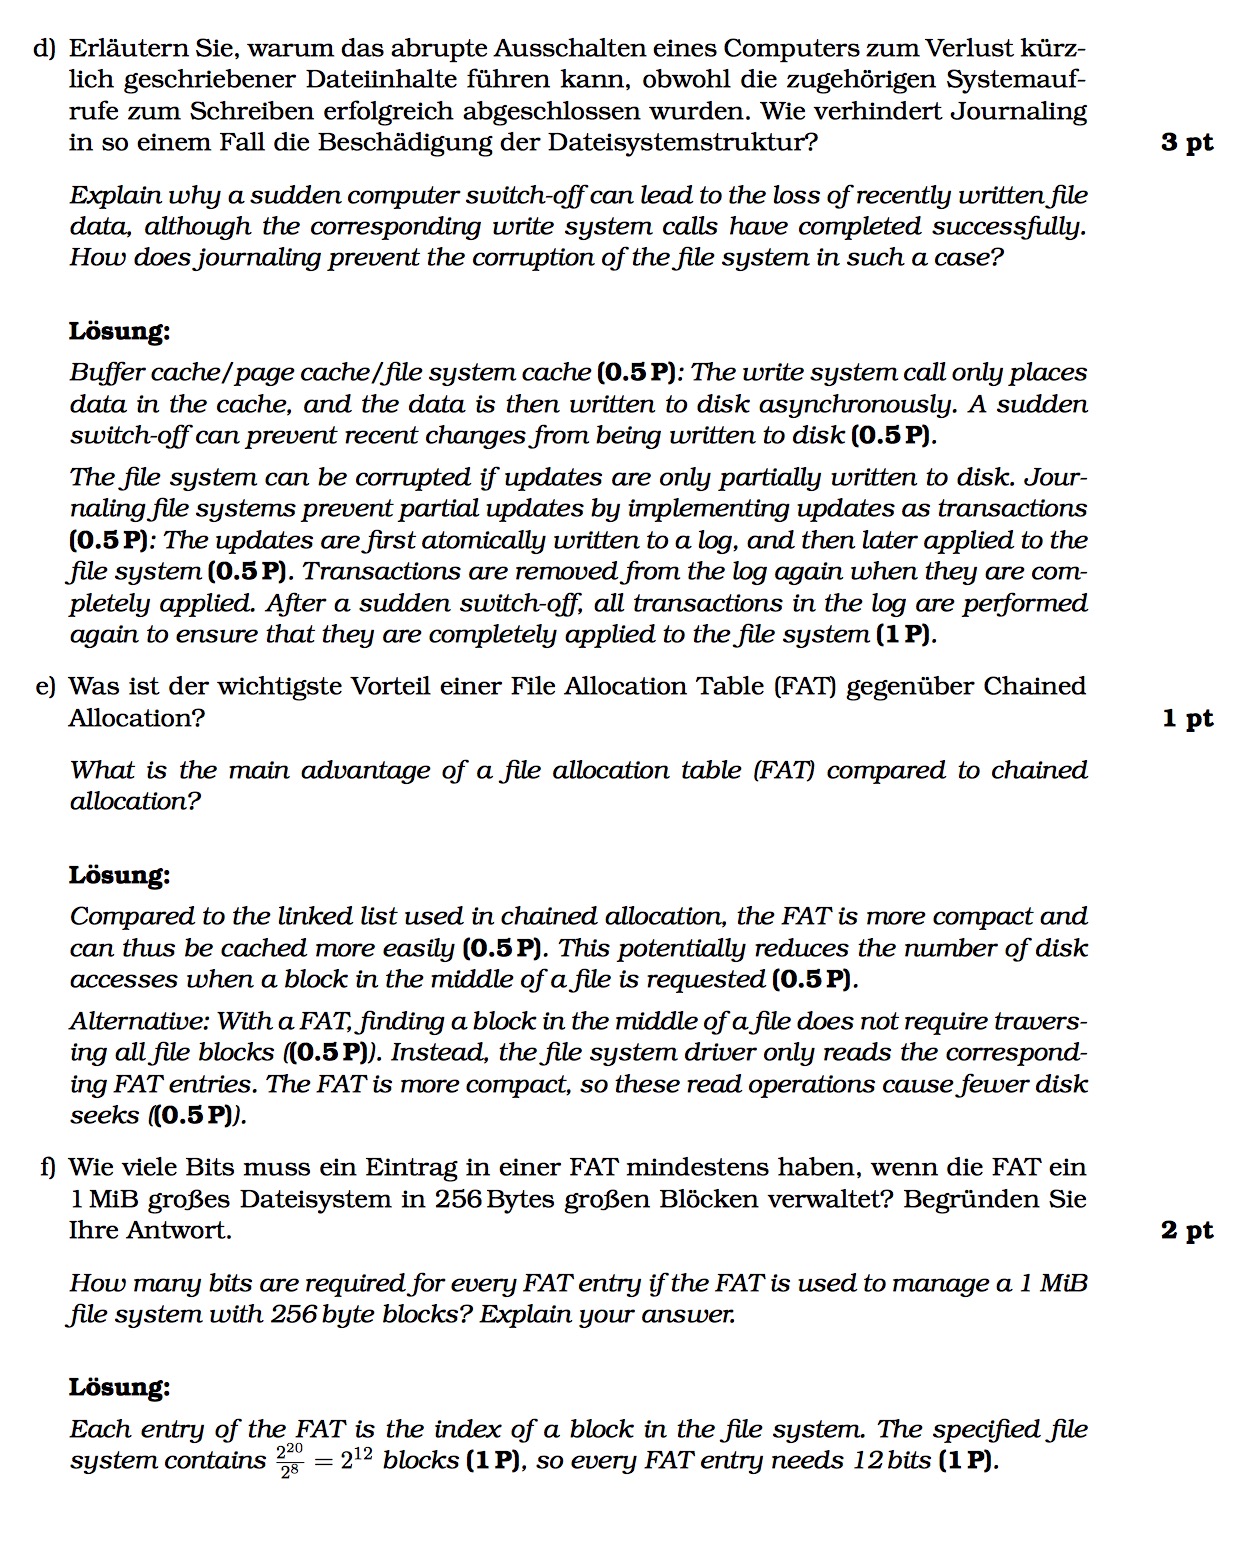 d) Erläutern Sie, warum das abrupte Ausschalten eines Computers zum Verlust kürz-
lich geschriebener Dateiinhalte führen kann, obwohl die zugehörigen Systemauf-
rufe zum Schreiben erfolgreich abgeschlossen wurden. Wie verhindert Journaling
in so einem Fall die Beschädigung der Dateisystemstruktur? 3 pt
Explain why a sudden computer switch-off can lead to the loss of recently written file
data, although the corresponding write system calls have completed successfully.
How does journaling prevent the corruption of the file system in such a case?
Lösung:
Buffer cache/page cache/file system cache (0.5 P): The write system call only places
data in the cache, and the data is then written to disk asynchronously. A sudden
switch-off can prevent recent changes from being written to disk (0.5 P).
The file system can be corrupted if updates are only partially written to disk. Jour-
naling file systems prevent partial updates by implementing updates as transactions
(0.5 P): The updates are first atomically written to a log, and then later applied to the
file system (0.5 P). Transactions are removed from the log again when they are com-
pletely applied. After a sudden switch-off, all transactions in the log are performed
again to ensure that they are completely applied to the file system (1 P).
e) Was ist der wichtigste Vorteil einer File Allocation Table (FAT) gegenüber Chained
Allocation? 1 pt
What is the main advantage of a file allocation table (FAT) compared to chained
allocation?
Lösung:
Compared to the linked list used in chained allocation, the FAT is more compact and
can thus be cached more easily (0.5 P). This potentially reduces the number of disk
accesses when a block in the middle of a file is requested (0.5 P).
Alternative: With a FAT, finding a block in the middle of a file does not require travers-
ing all file blocks ((0.5 P)). Instead, the file system driver only reads the correspond-
ing FAT entries. The FAT is more compact, so these read operations cause fewer disk
seeks ((0.5 P)).
f) Wie viele Bits muss ein Eintrag in einer FAT mindestens haben, wenn die FAT ein
1 MiB großes Dateisystem in 256 Bytes großen Blöcken verwaltet? Begründen Sie
Ihre Antwort. 2 pt
How many bits are required for every FAT entry if the FAT is used to manage a 1 MiB
file system with 256 byte blocks? Explain your answer.
Lösung:
Each entry of the FAT is the index of a block in the file system. The specified file
system contains 2^20/2^8 = 2^12 blocks (1 P), so every FAT entry needs 12 bits (1 P).